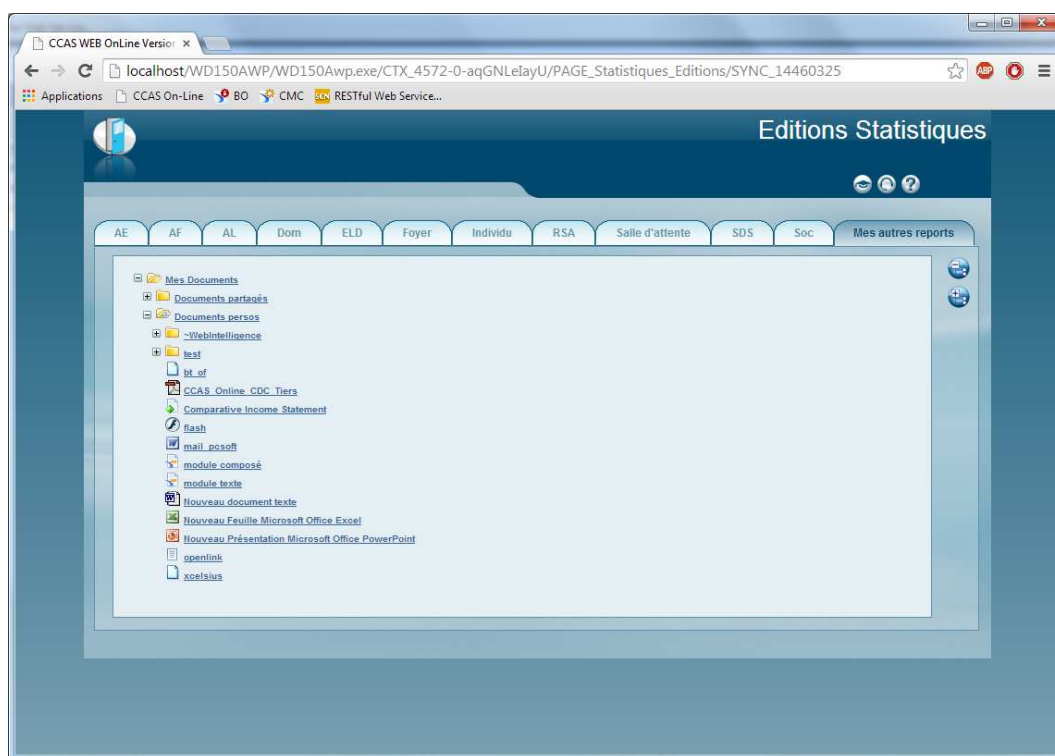 CCAS WEB OnLine Version
localhost/WD150AWP/WD150Awp.exe/CTX_4572-0-aqGNLeIayU/PAGE_Statistiques_Editions/SYNC_14460325
ABP
Applications CCAS On-Line BO CMC SCN RESTful Web Service...
Editions Statistiques
AE AF AL Dom ELD Foyer Individu RSA Salle d'attente SDS Soc Mes autres reports
Mes Documents
Documents partagés
Documents persos
~WebIntelligence
test
bt_of
CCAS_Online_CDC_Tiers
Comparative Income Statement
flash
mail_pcsoft
module composé
module texte
Nouveau document texte
Nouveau Feuille Microsoft Office Excel
Nouveau Présentation Microsoft Office PowerPoint
openlink
xcelsius